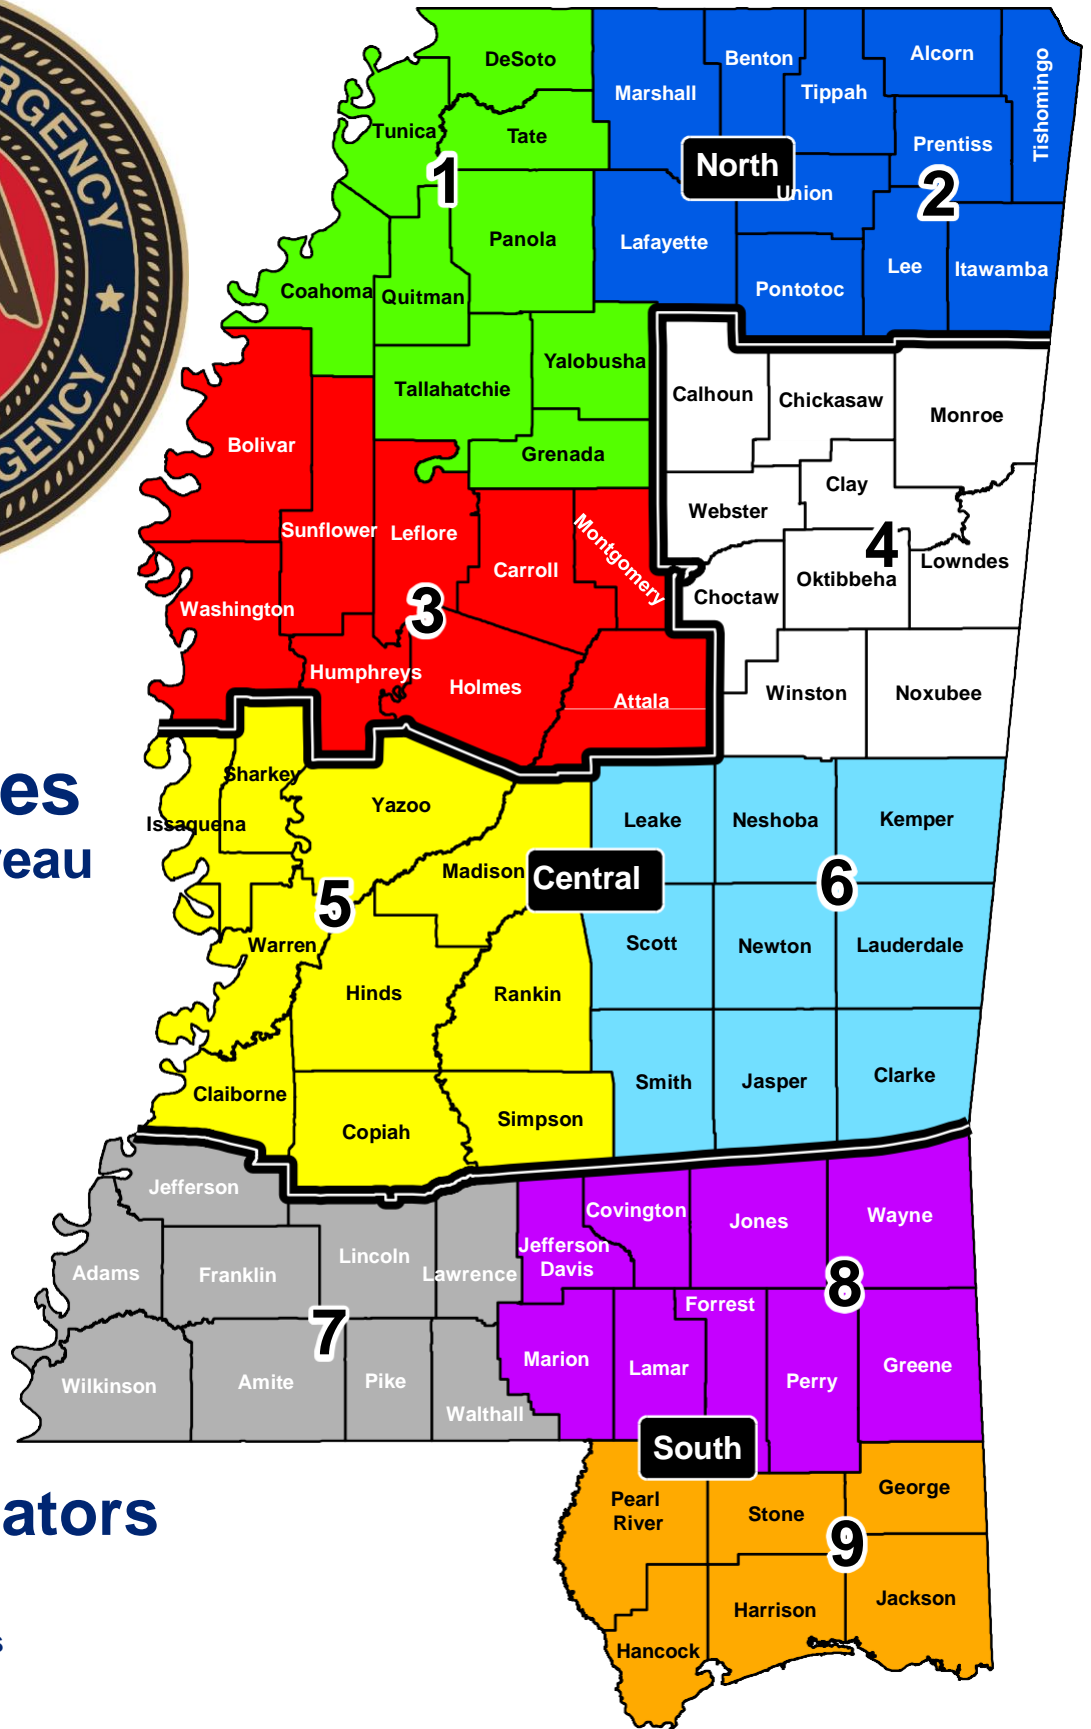 RGENCY
GENCY
DeSoto
Benton
Alcorn
Marshall
Tippah
Tishomingo
Tunica
Tate
Prentiss
North
1
Union
2
Panola
Lafayette
Lee
Itawamba
Coahoma
Quitman
Pontotoc
Yalobusha
Tallahatchie
Calhoun
Chickasaw
Monroe
Bolivar
Grenada
Clay
Sunflower
Leflore
Montgomery
Webster
4
Carroll
Oktibbeha
Lowndes
Washington
3
Choctaw
Humphreys
Holmes
Attala
Winston
Noxubee
es
Sharkey
Yazoo
Issaquena
Leake
Neshoba
Kemper
reau
Madison
Central
6
5
Warren
Scott
Newton
Lauderdale
Hinds
Rankin
Claiborne
Smith
Jasper
Clarke
Copiah
Simpson
Jefferson
Covington
Jones
Wayne
Adams
Franklin
Lincoln
Lawrence
Jefferson
Davis
8
7
Forrest
Wilkinson
Amite
Pike
Marion
Lamar
Perry
Greene
Walthall
South
ators
Pearl
River
Stone
George
9
s
Harrison
Jackson
Hancock